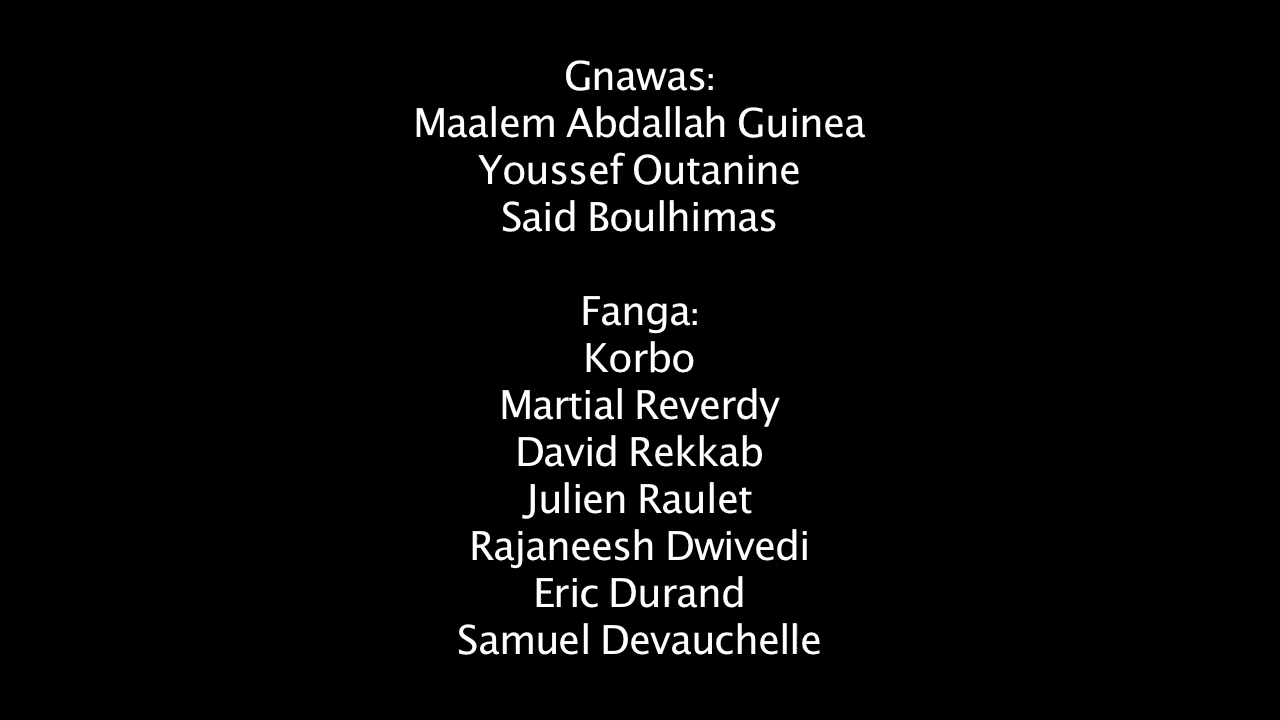 Gnawas:
Maalem Abdallah Guinea
Youssef Outanine
Said Boulhimas
Fanga:
Korbo
Martial Reverdy
David Rekkab
Julien Raulet
Rajaneesh Dwivedi
Eric Durand
Samuel Devauchelle